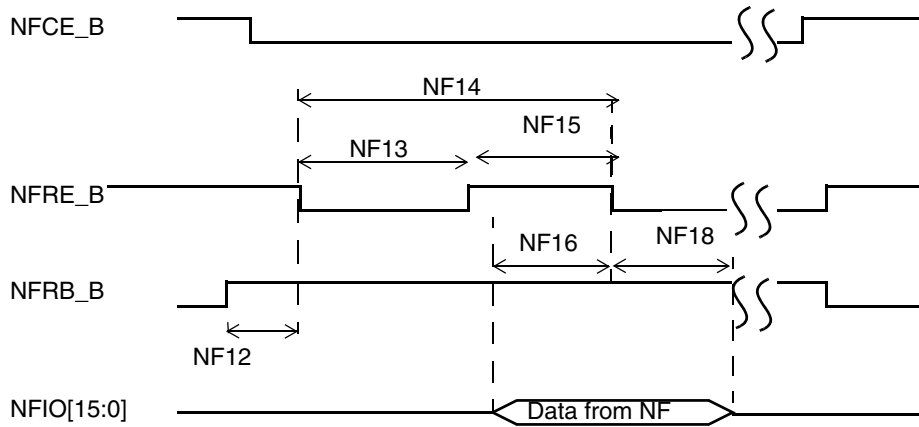 NFCE_B
NF14
NF15
NF13
NFRE_B
NF16
NF18
NFRB_B
NF12
NFIO[15:0]
Data from NF